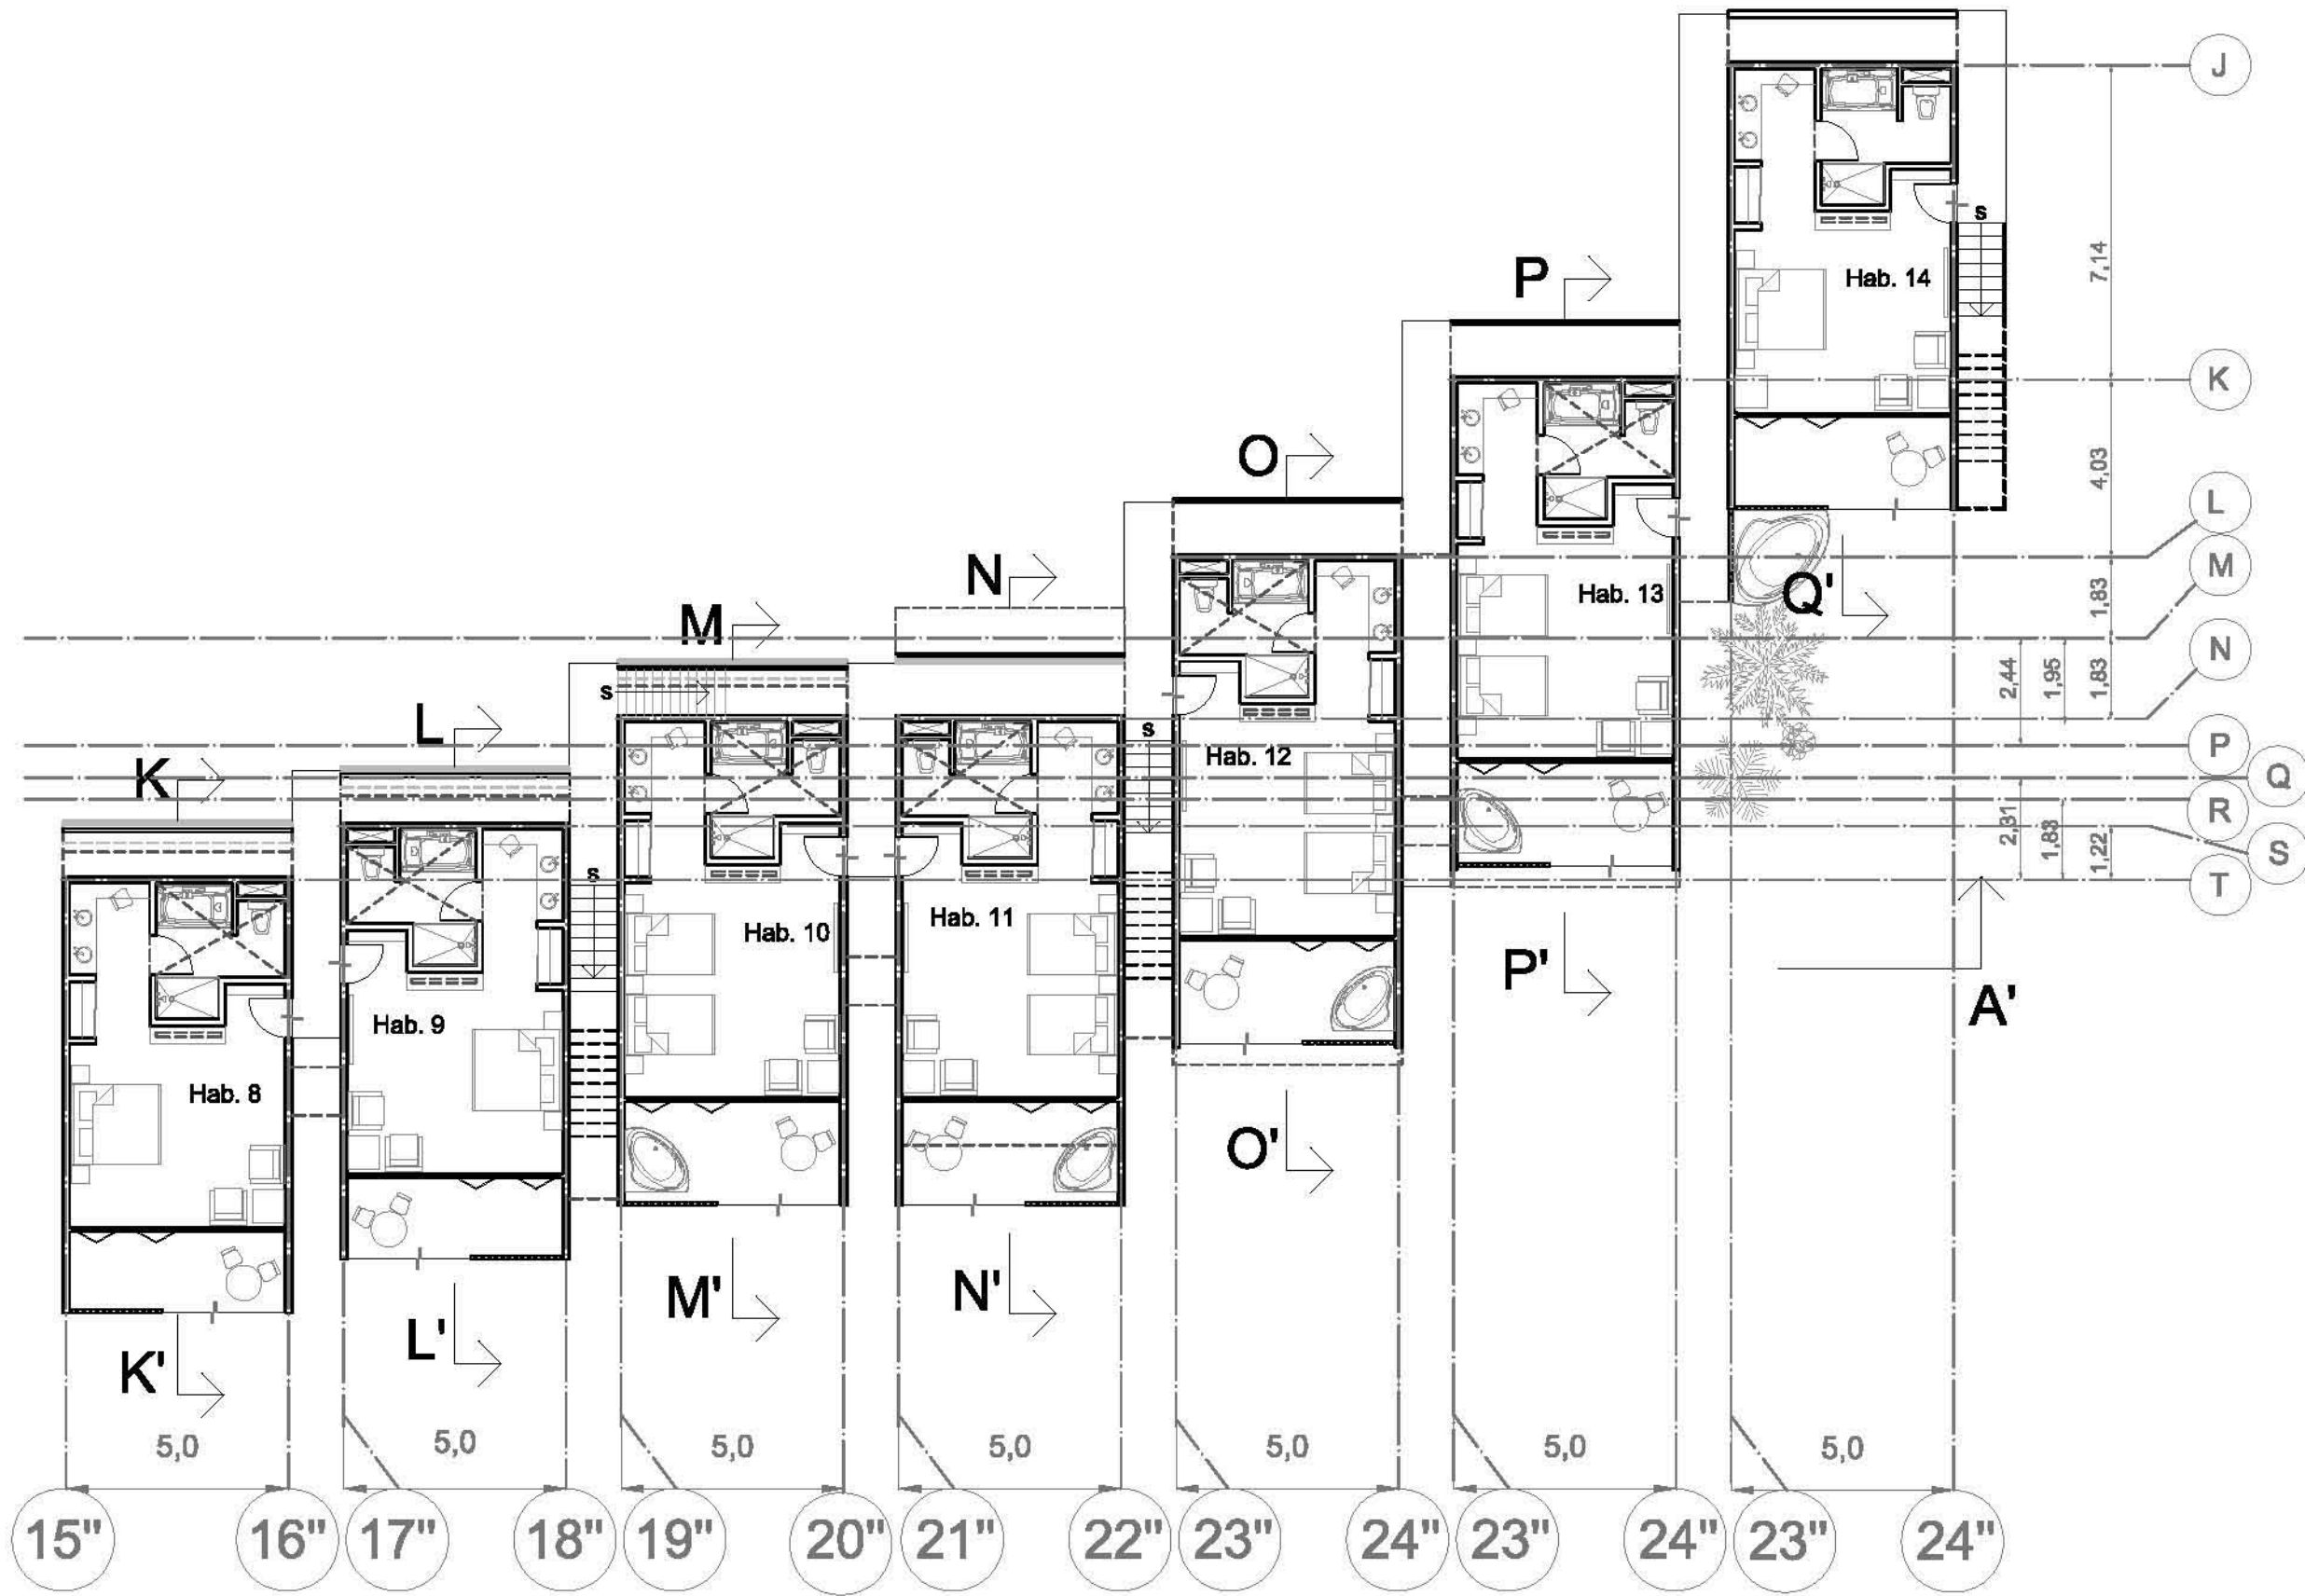 J
K
7,14
Hab. 14
s
P
L
4,03
O
M
1,83
Q'
Hab. 13
N
M
N
2,44
1,95
1,83
s
L
Hab. 12
s
P
K
Q
R
2,31
1,83
1,22
S
T
s
Hab. 11
Hab. 10
P'
A'
Hab. 9
Hab. 8
O'
M'
N'
L'
K'
5,0
5,0
5,0
5,0
5,0
5,0
5,0
15"
16"
17"
18"
19"
20"
21"
22"
23"
24"
23"
24"
23"
24"